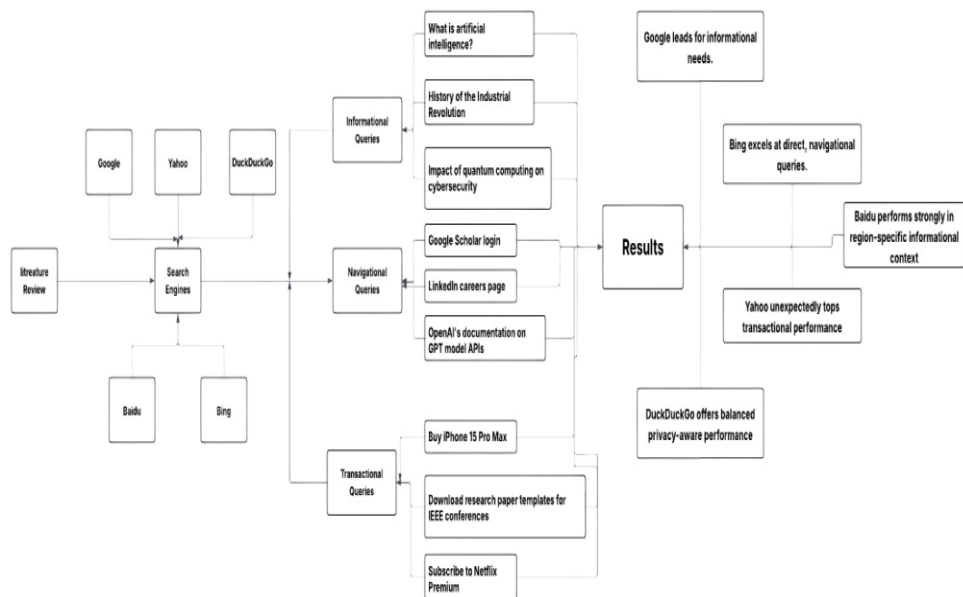 What is artificial
intelligence?
Google leads for informational
needs.
History of the Industrial
Revolution
Informational
Queries
Google
Yahoo
DuckDuckGo
Bing excels at direct, navigational
queries.
Impact of quantum computing on
cybersecurity
Baidu performs strongly in
region-specific informational
context
Google Scholar login
Results
litreature
Review
Search
Engines
Navigational
Queries
LinkedIn careers page
Yahoo unexpectedly tops
transactional performance
OpenAI's documentation on
GPT model APIs
Baidu
Bing
DuckDuckGo offers balanced
privacy-aware performance
Buy iPhone 15 Pro Max
Transactional
Queries
Download research paper templates for
IEEE conferences
Subscribe to Netflix
Premium